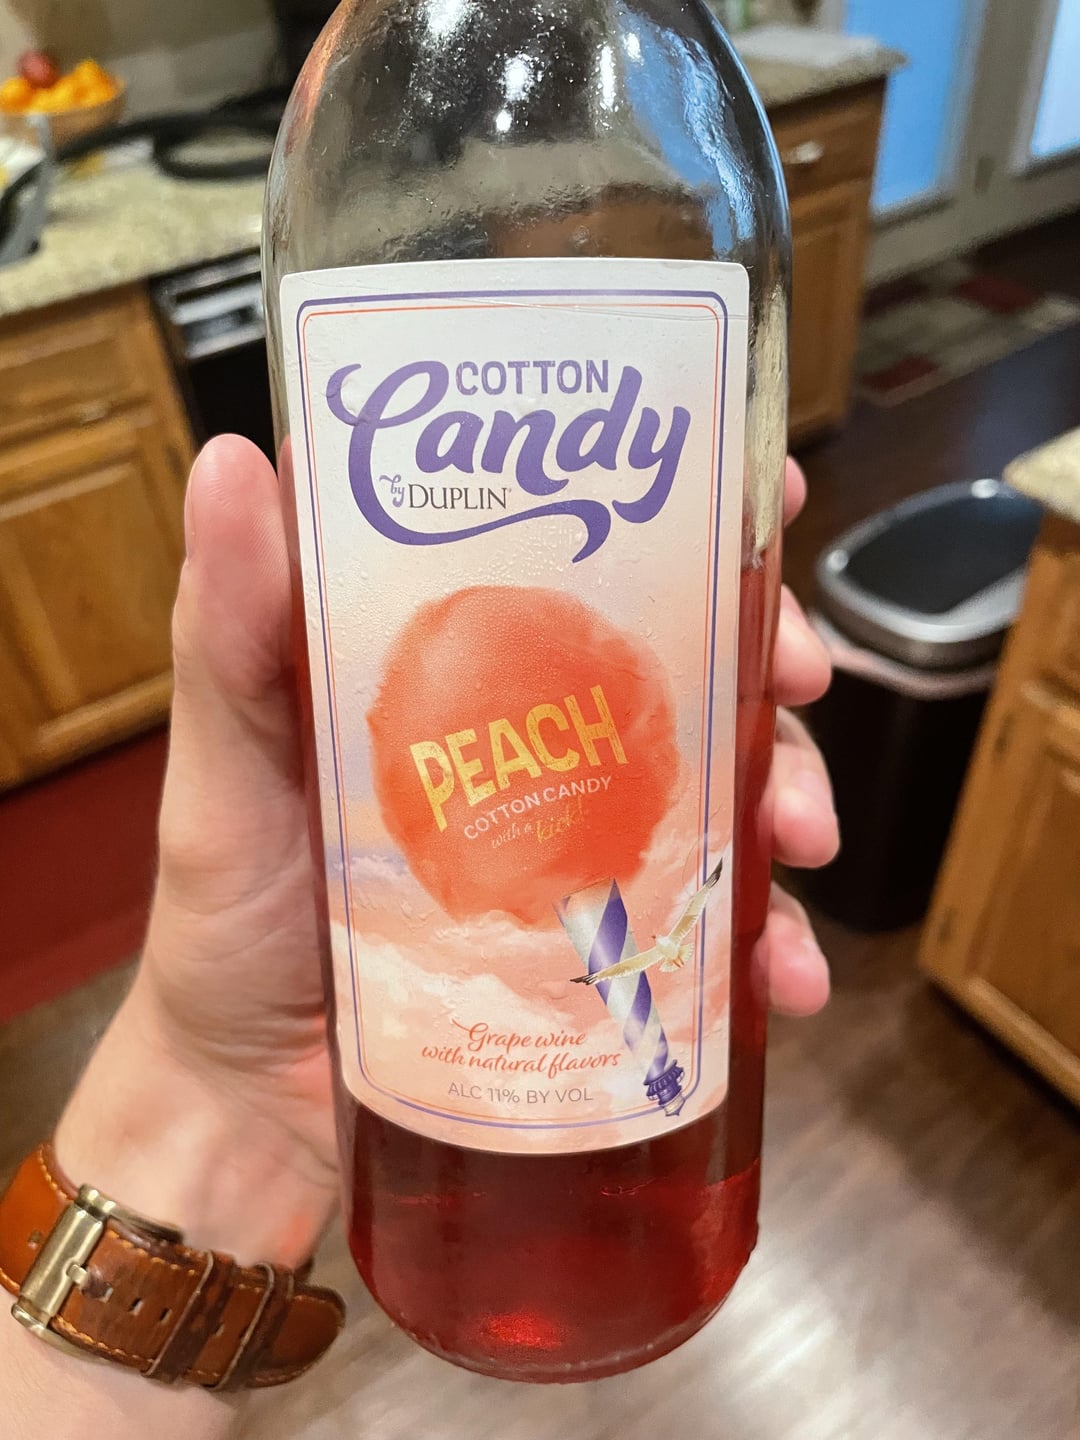 COTTON
Candy
by DUPLIN®
PEACH
COTTON CANDY
with a kick!
Grape wine
with natural flavors
ALC 11% BY VOL